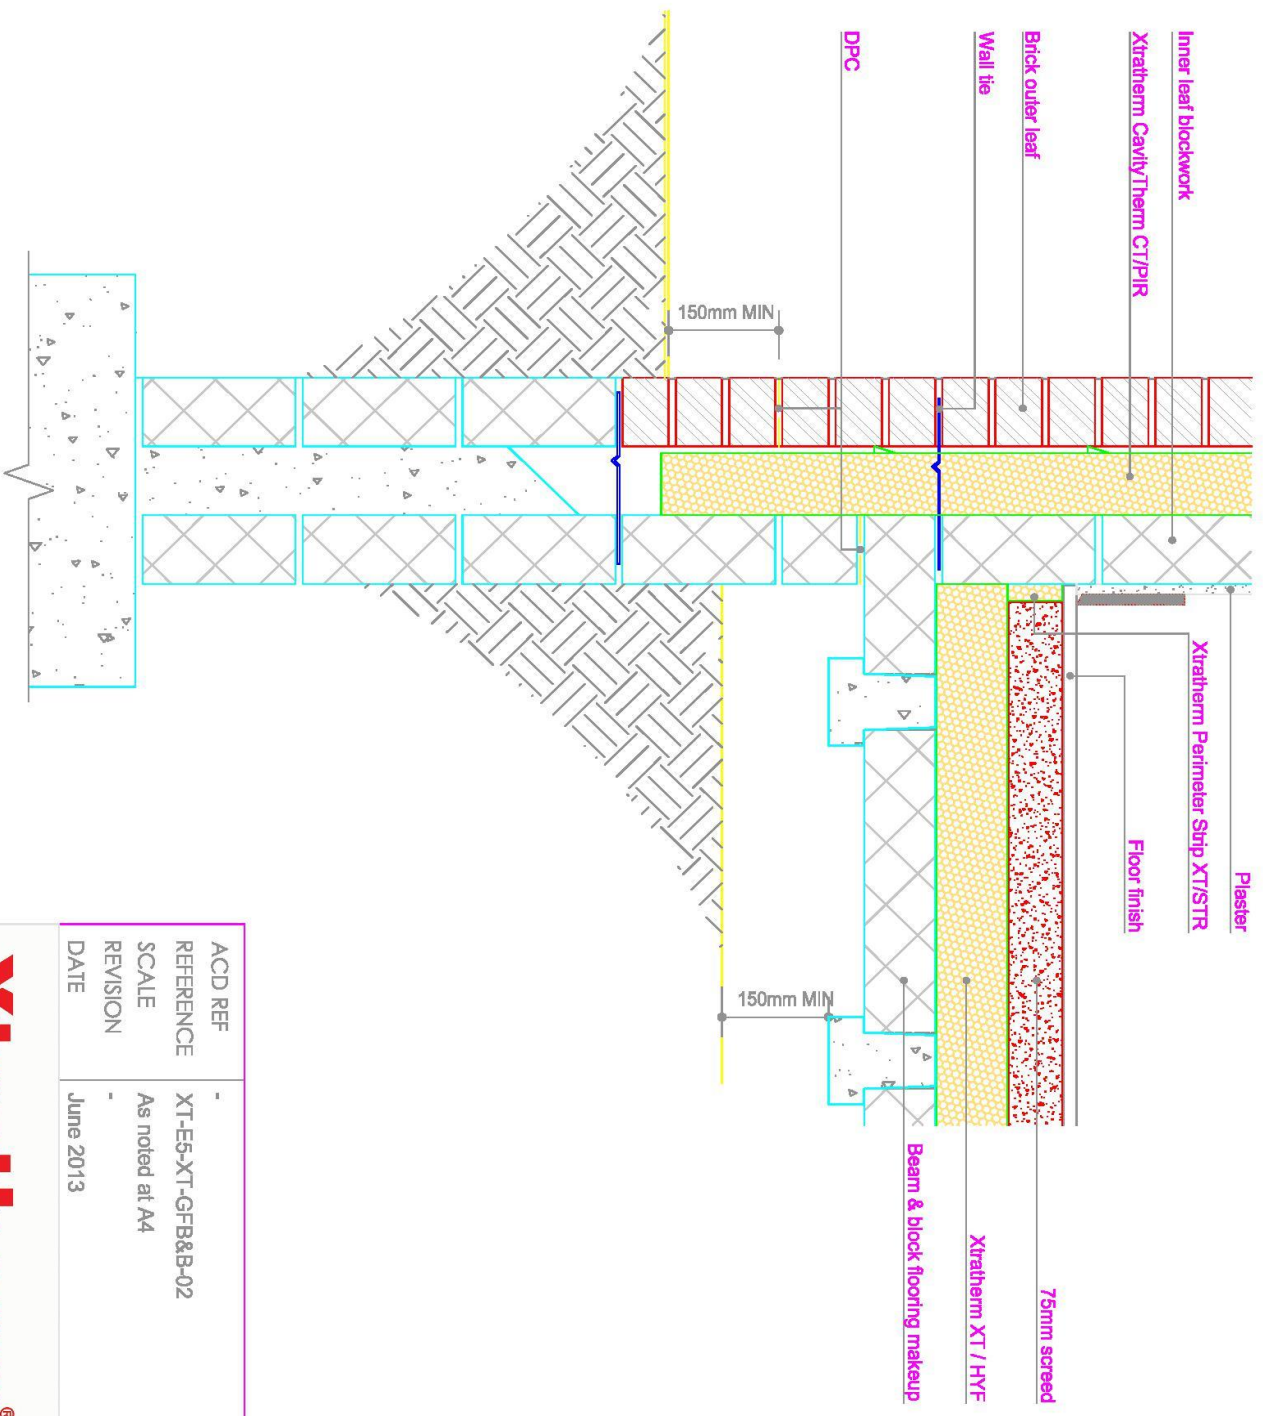 Inner leaf blockwork
Xtratherm CavityTherm CT/PIR
Brick outer leaf
Wall tie
DPC
Plaster
Xtratherm Perimeter Strip XT/STR
Floor finish
75mm screed
Xtratherm XT / HYF
Beam & block flooring makeup
150mm MIN
150mm MIN
ACD REF -
REFERENCE XT-E5-XT-GFB&B-02
SCALE As noted at A4
REVISION -
DATE June 2013